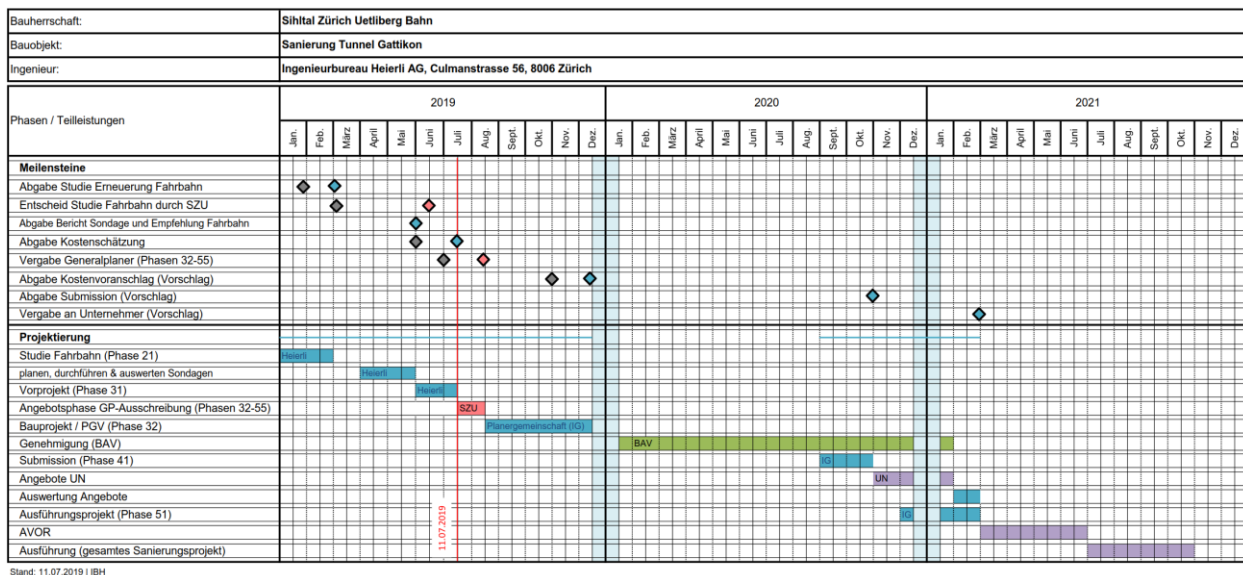 Bauherrschaft: Sihltal Zürich Uetliberg Bahn
Bauobjekt: Sanierung Tunnel Gattikon
Ingenieur: Ingenieurbureau Heierli AG, Culmanstrasse 56, 8006 Zürich
Phasen / Teilleistungen
2019 2020 2021
Jan. Feb. März April Mai Juni Juli Aug. Sept. Okt. Nov. Dez. Jan. Feb. März April Mai Juni Juli Aug. Sept. Okt. Nov. Dez. Jan. Feb. März April Mai Juni Juli Aug. Sept. Okt. Nov. Dez.
Meilensteine
Abgabe Studie Erneuerung Fahrbahn
Entscheid Studie Fahrbahn durch SZU
Abgabe Bericht Sondage und Empfehlung Fahrbahn
Abgabe Kostenschätzung
Vergabe Generalplaner (Phasen 32-55)
Abgabe Kostenvoranschlag (Vorschlag)
Abgabe Submission (Vorschlag)
Vergabe an Unternehmer (Vorschlag)
Projektierung
Studie Fahrbahn (Phase 21) Heierli
planen, durchführen & auswerten Sondagen Heierli
Vorprojekt (Phase 31) Heierli
Angebotsphase GP-Ausschreibung (Phasen 32-55) SZU
Bauprojekt / PGV (Phase 32) Planergemeinschaft (IG)
Genehmigung (BAV) BAV
Submission (Phase 41) IG
Angebote UN UN
Auswertung Angebote
Ausführungsprojekt (Phase 51) IG
11.07.2019
AVOR
Ausführung (gesamtes Sanierungsprojekt)
Stand: 11.07.2019 | IBH